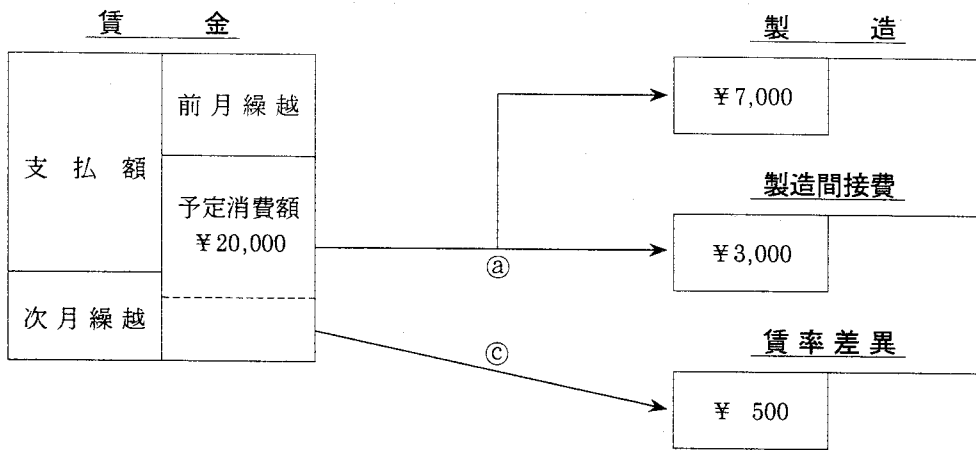 賃 金
支 払 額
次 月 繰 越
前 月 繰 越
予定消費額
¥20,000
ⓐ
ⓒ
製 造
¥7,000
製造間接費
¥3,000
賃 率 差 異
¥ 500